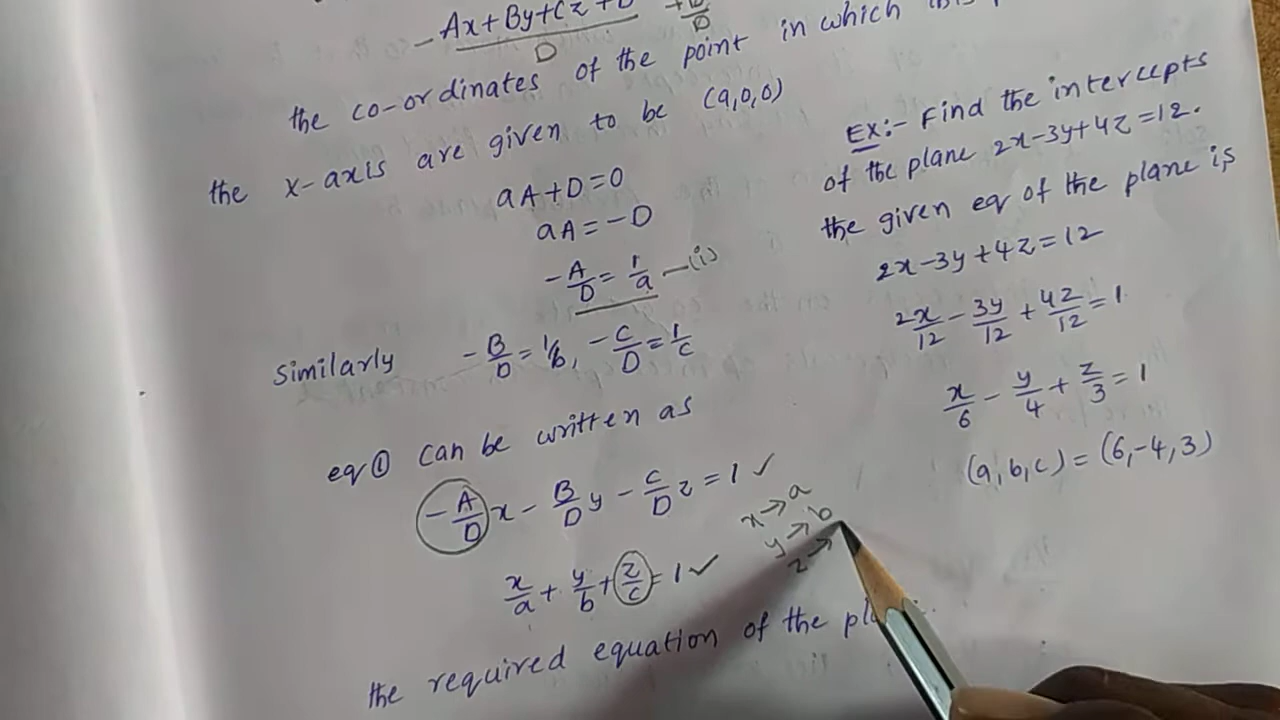 - Ax+By+Cz+D / D + D/D
the co-ordinates of the point in which this
the x-axis are given to be (a,0,0)
aA+D=0
aA=-D
-A/D = 1/a —(i)
Similarly -B/D = 1/b, -C/D = 1/c
eq① can be written as
-A/D x - B/D y - C/D z = 1 ✓
x/a + y/b + z/c = 1 ✓
the required equation of the
x→a
y→b
z→
EX:- Find the intercepts
of the plane 2x-3y+4z=12.
the given eq of the plane is
2x-3y+4z=12
2x/12 - 3y/12 + 4z/12 = 1
x/6 - y/4 + z/3 = 1
(a,b,c) = (6,-4,3)